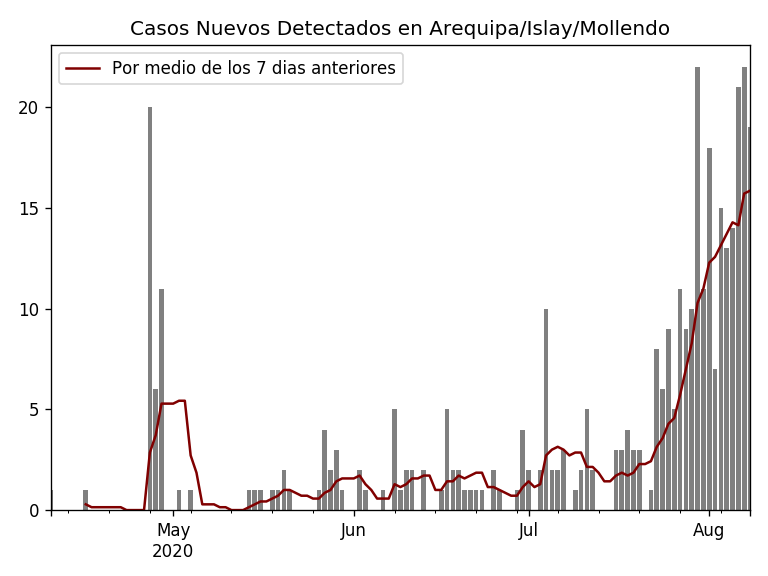 Casos Nuevos Detectados en Arequipa/Islay/Mollendo
Por medio de los 7 dias anteriores
20
15
10
5
0
May Jun Jul Aug
2020